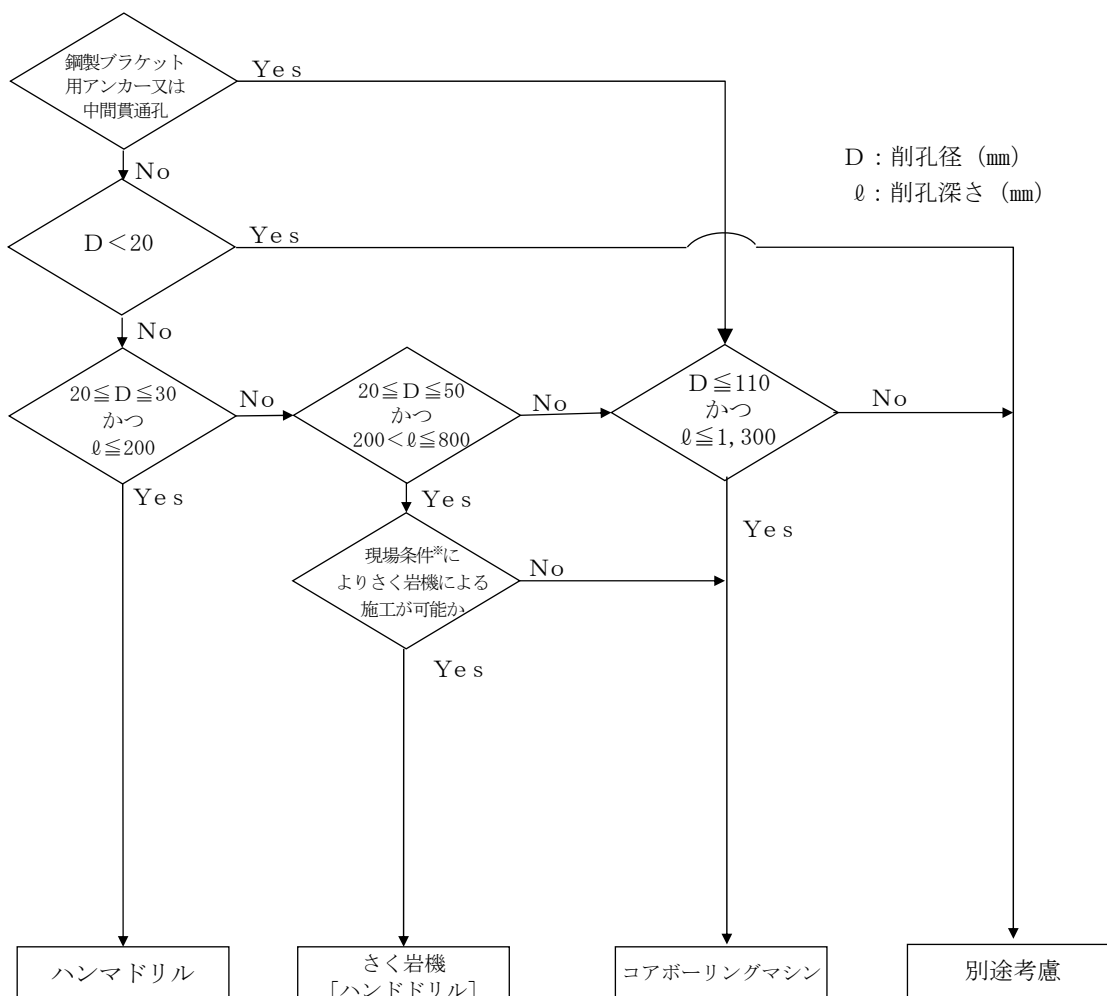 鋼製ブラケット
用アンカー又は
中間貫通孔
Yes
No
D:削孔径(㎜)
ℓ:削孔深さ(㎜)
D<20
Yes
No
20≦D≦30
かつ
ℓ≦200
No
Yes
20≦D≦50
かつ
200<ℓ≦800
No
Yes
D≦110
かつ
ℓ≦1,300
No
Yes
現場条件※に
よりさく岩機による
施工が可能か
No
Yes
ハンマドリル
さく岩機
[ハンドドリル]
コアボーリングマシン
別途考慮